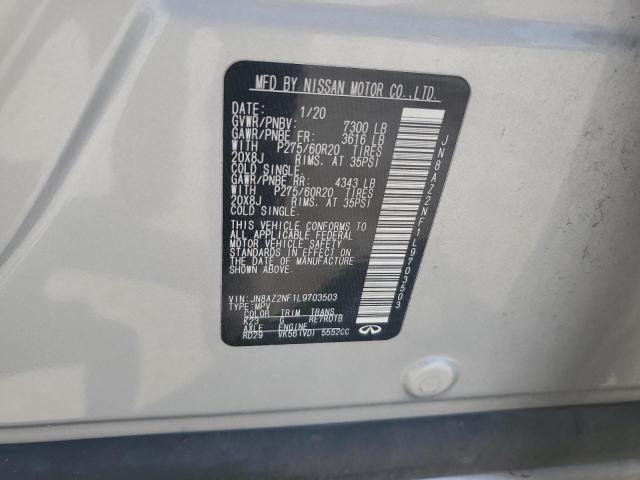 MFD BY NISSAN MOTOR CO.,LTD.
DATE: 1/20
GVWR/PNBV: 7300 LB
GAWR/PNBE FR: 3616 LB
WITH P275/60R20 TIRES
20X8J RIMS. AT 35PSI
COLD SINGLE.
GAWR/PNBE RR: 4343 LB
WITH P275/60R20 TIRES
20X8J RIMS. AT 35PSI
COLD SINGLE.
THIS VEHICLE CONFORMS TO
ALL APPLICABLE FEDERAL
MOTOR VEHICLE SAFETY
STANDARDS IN EFFECT ON
THE DATE OF MANUFACTURE
SHOWN ABOVE.
VIN: JN8AZ2NF1L9703503
TYPE: MPV
COLOR TRIM TRANS
K23 G RE7R01B
AXLE ENGINE
RD29 VK56(VD) 5552CC
JN8AZ2NF1L9703503